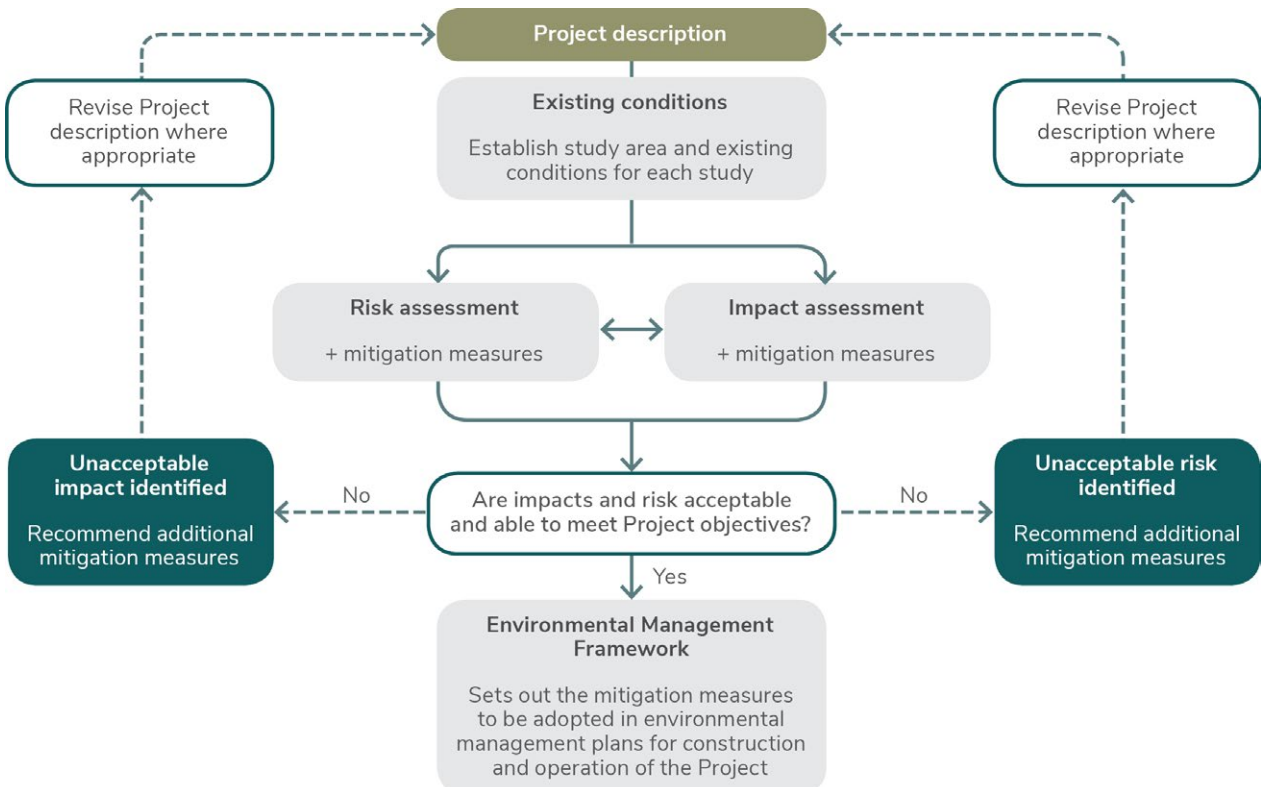 Project description
Revise Project
description where
appropriate
Existing conditions
Establish study area and existing
conditions for each study
Revise Project
description where
appropriate
Risk assessment
+ mitigation measures
Impact assessment
+ mitigation measures
Unacceptable
impact identified
Recommend additional
mitigation measures
No
Are impacts and risk acceptable
and able to meet Project objectives?
No
Unacceptable risk
identified
Recommend additional
mitigation measures
Yes
Environmental Management
Framework
Sets out the mitigation measures
to be adopted in environmental
management plans for construction
and operation of the Project